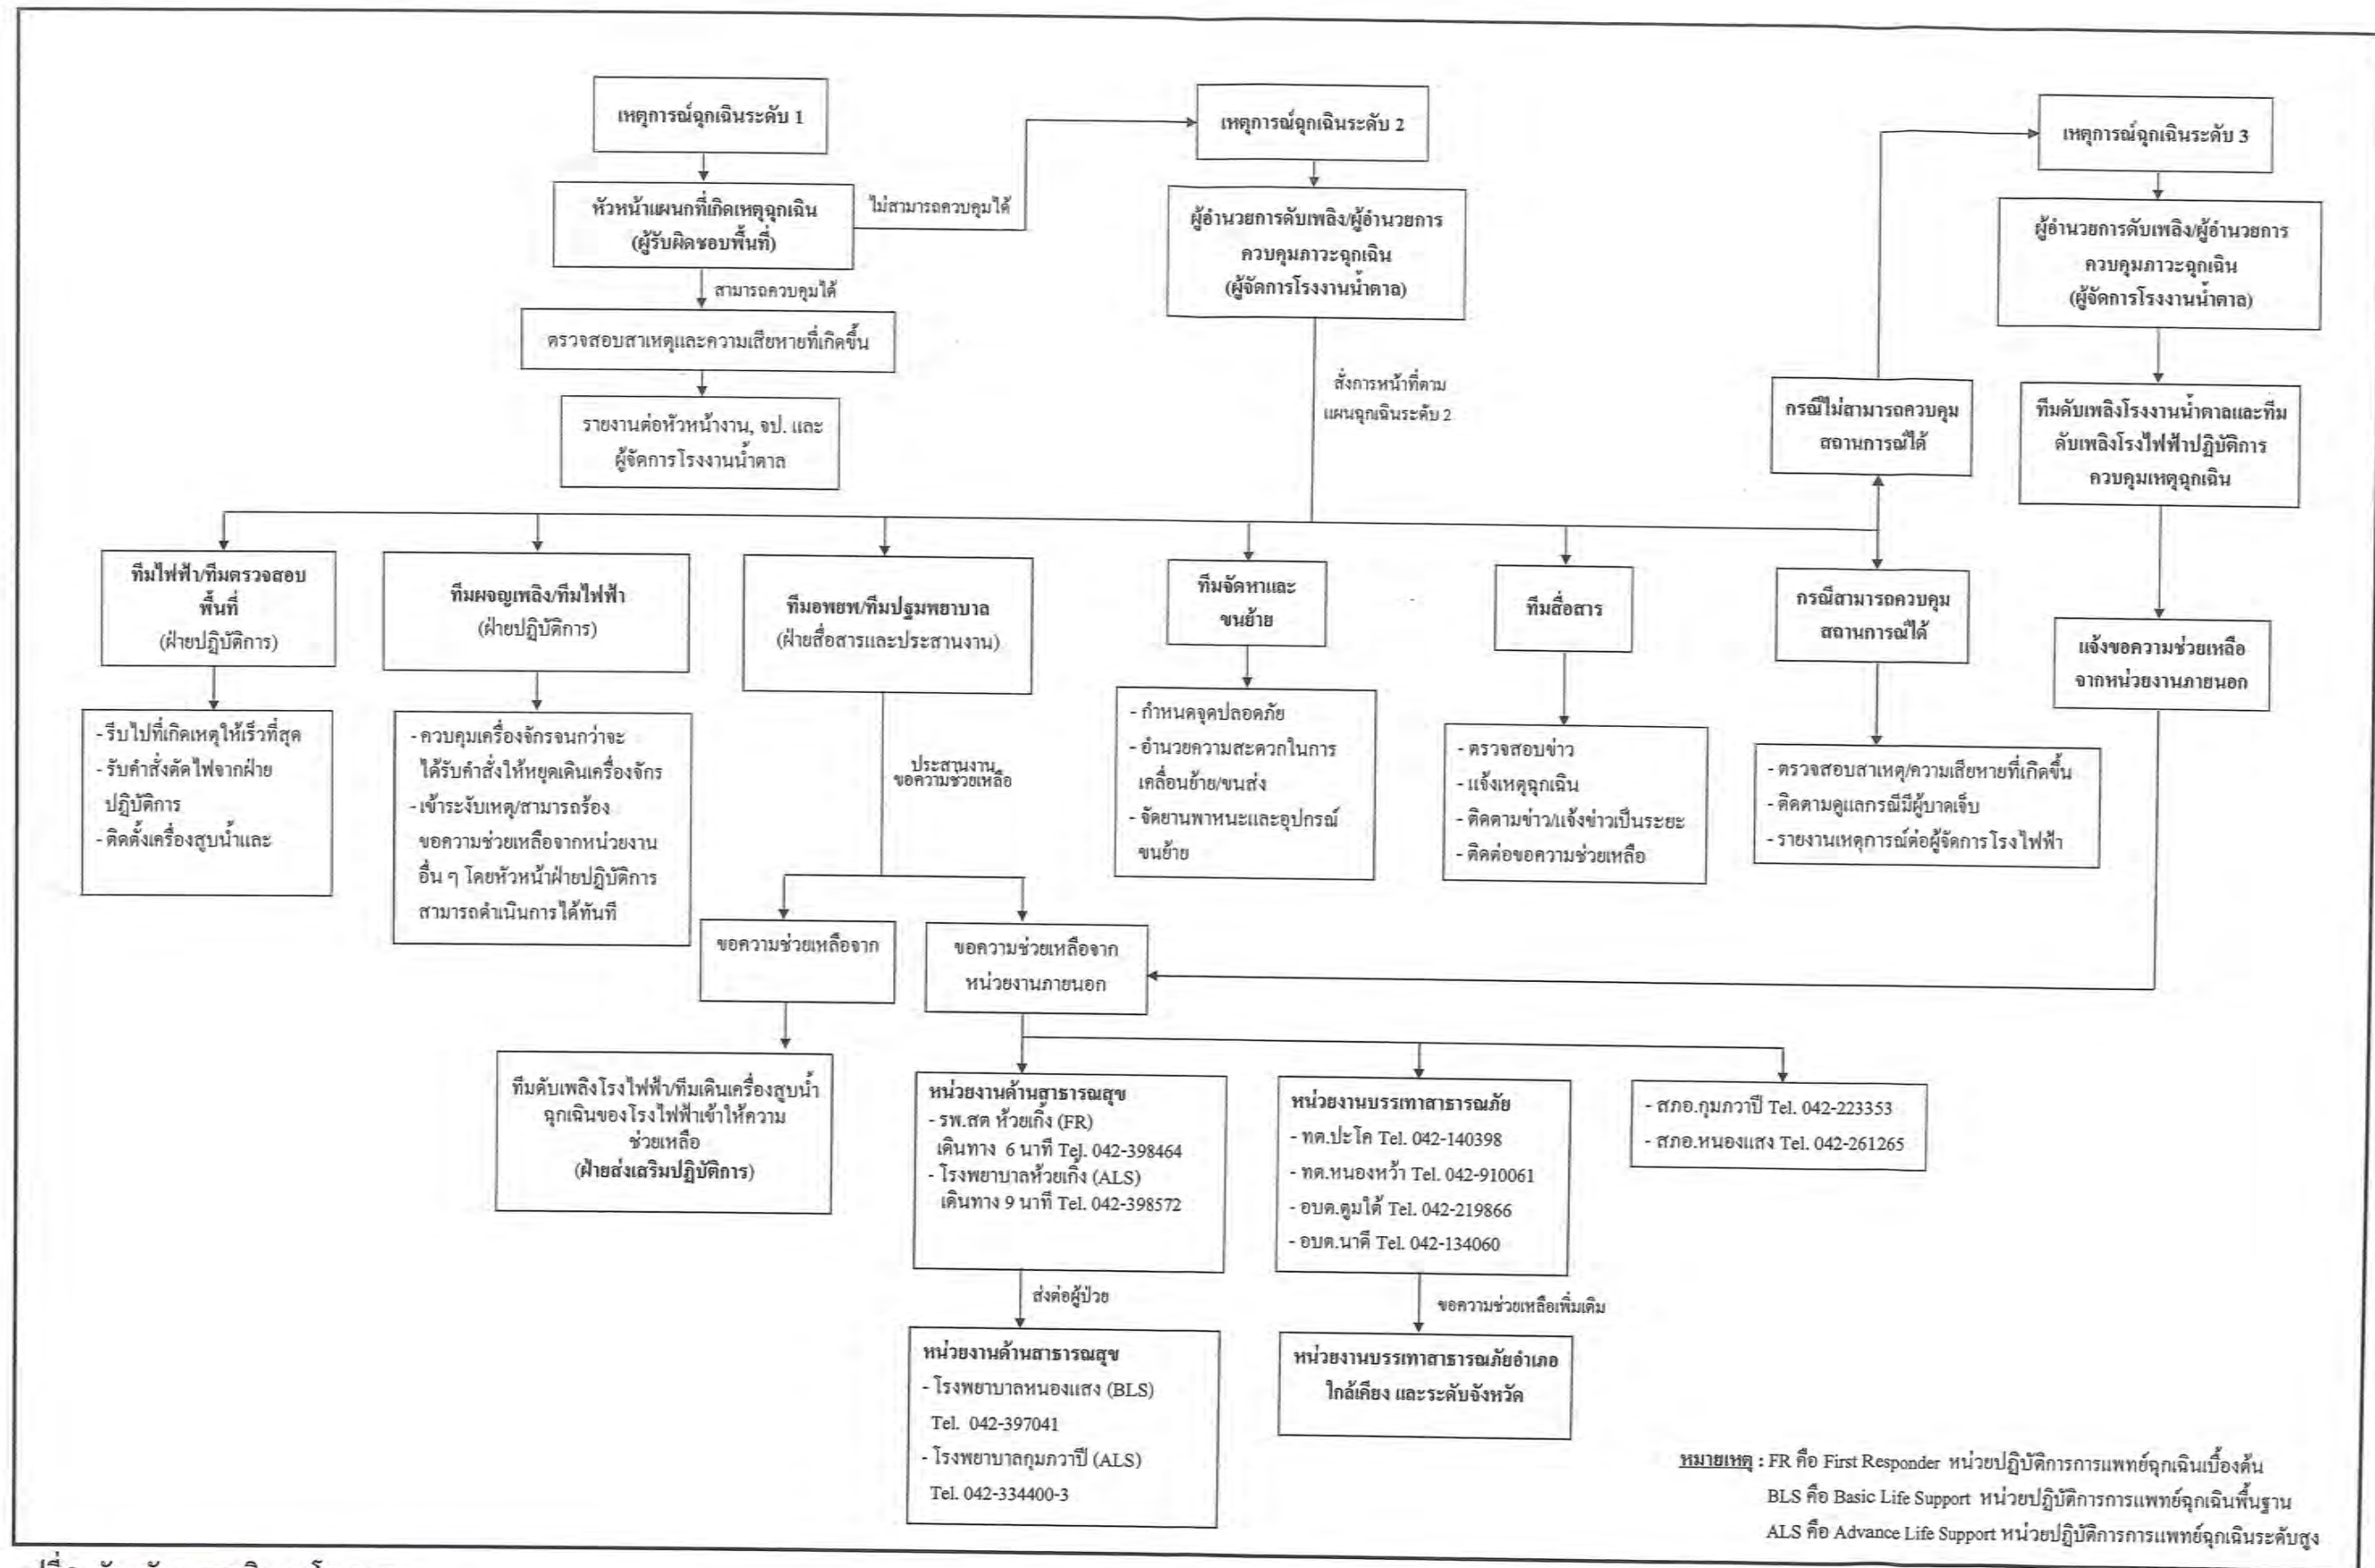 เหตุการณ์ฉุกเฉินระดับ 1
หัวหน้าแผนกที่เกิดเหตุฉุกเฉิน
(ผู้รับผิดชอบพื้นที่)
ไม่สามารถควบคุมได้
สามารถควบคุมได้
ตรวจสอบสาเหตุและความเสียหายที่เกิดขึ้น
รายงานต่อหัวหน้างาน, จป. และ
ผู้จัดการโรงงานน้ำตาล
เหตุการณ์ฉุกเฉินระดับ 2
ผู้อำนวยการดับเพลิง/ผู้อำนวยการ
ควบคุมภาวะฉุกเฉิน
(ผู้จัดการโรงงานน้ำตาล)
สั่งการหน้าที่ตาม
แผนฉุกเฉินระดับ 2
เหตุการณ์ฉุกเฉินระดับ 3
ผู้อำนวยการดับเพลิง/ผู้อำนวยการ
ควบคุมภาวะฉุกเฉิน
(ผู้จัดการโรงงานน้ำตาล)
กรณีไม่สามารถควบคุม
สถานการณ์ได้
ทีมดับเพลิงโรงงานน้ำตาลและทีม
ดับเพลิงโรงไฟฟ้าปฏิบัติการ
ควบคุมเหตุฉุกเฉิน
ทีมไฟฟ้า/ทีมตรวจสอบ
พื้นที่
(ฝ่ายปฏิบัติการ)
ทีมผจญเพลิง/ทีมไฟฟ้า
(ฝ่ายปฏิบัติการ)
ทีมอพยพ/ทีมปฐมพยาบาล
(ฝ่ายสื่อสารและประสานงาน)
ทีมจัดหาและ
ขนย้าย
ทีมสื่อสาร
กรณีสามารถควบคุม
สถานการณ์ได้
แจ้งขอความช่วยเหลือ
จากหน่วยงานภายนอก
- รีบไปที่เกิดเหตุให้เร็วที่สุด
- รับคำสั่งตัดไฟจากฝ่าย
ปฏิบัติการ
- ติดตั้งเครื่องสูบน้ำและ
- ควบคุมเครื่องจักรจนกว่าจะ
ได้รับคำสั่งให้หยุดเดินเครื่องจักร
- เข้าระงับเหตุ/สามารถร้อง
ขอความช่วยเหลือจากหน่วยงาน
อื่น ๆ โดยหัวหน้าฝ่ายปฏิบัติการ
สามารถดำเนินการได้ทันที
ประสานงาน
ขอความช่วยเหลือ
- กำหนดจุดปลอดภัย
- อำนวยความสะดวกในการ
เคลื่อนย้าย/ขนส่ง
- จัดยานพาหนะและอุปกรณ์
ขนย้าย
- ตรวจสอบข่าว
- แจ้งเหตุฉุกเฉิน
- ติดตามข่าว/แจ้งข่าวเป็นระยะ
- ติดต่อขอความช่วยเหลือ
- ตรวจสอบสาเหตุ/ความเสียหายที่เกิดขึ้น
- ติดตามดูแลกรณีมีผู้บาดเจ็บ
- รายงานเหตุการณ์ต่อผู้จัดการโรงไฟฟ้า
ขอความช่วยเหลือจาก
ขอความช่วยเหลือจาก
หน่วยงานภายนอก
ทีมดับเพลิงโรงไฟฟ้า/ทีมเดินเครื่องสูบน้ำ
ฉุกเฉินของโรงไฟฟ้าเข้าให้ความ
ช่วยเหลือ
(ฝ่ายส่งเสริมปฏิบัติการ)
หน่วยงานด้านสาธารณสุข
- รพ.สต ห้วยเกิ้ง (FR)
เดินทาง 6 นาที Tel. 042-398464
- โรงพยาบาลห้วยเกิ้ง (ALS)
เดินทาง 9 นาที Tel. 042-398572
หน่วยงานบรรเทาสาธารณภัย
- ทต.ปะโค Tel. 042-140398
- ทต.หนองหว้า Tel. 042-910061
- อบต.ตูมใต้ Tel. 042-219866
- อบต.นาดี Tel. 042-134060
- สภอ.กุมภวาปี Tel. 042-223353
- สภอ.หนองแสง Tel. 042-261265
ส่งต่อผู้ป่วย
ขอความช่วยเหลือเพิ่มเติม
หน่วยงานด้านสาธารณสุข
- โรงพยาบาลหนองแสง (BLS)
Tel. 042-397041
- โรงพยาบาลกุมภวาปี (ALS)
Tel. 042-334400-3
หน่วยงานบรรเทาสาธารณภัยอำเภอ
ใกล้เคียง และระดับจังหวัด
หมายเหตุ : FR คือ First Responder หน่วยปฏิบัติการการแพทย์ฉุกเฉินเบื้องต้น
BLS คือ Basic Life Support หน่วยปฏิบัติการการแพทย์ฉุกเฉินพื้นฐาน
ALS คือ Advance Life Support หน่วยปฏิบัติการการแพทย์ฉุกเฉินระดับสูง